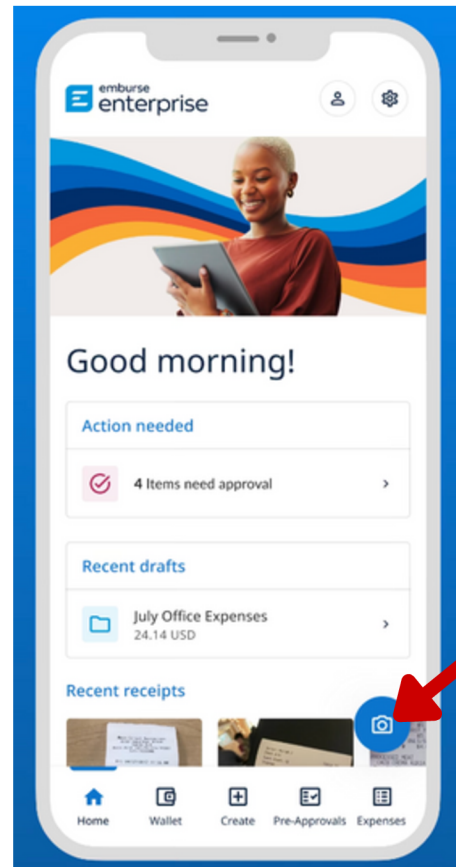 emburse
enterprise
Good morning!
Action needed
4 Items need approval
Recent drafts
July Office Expenses
24.14 USD
Recent receipts
Home
Wallet
Create
Pre-Approvals
Expenses